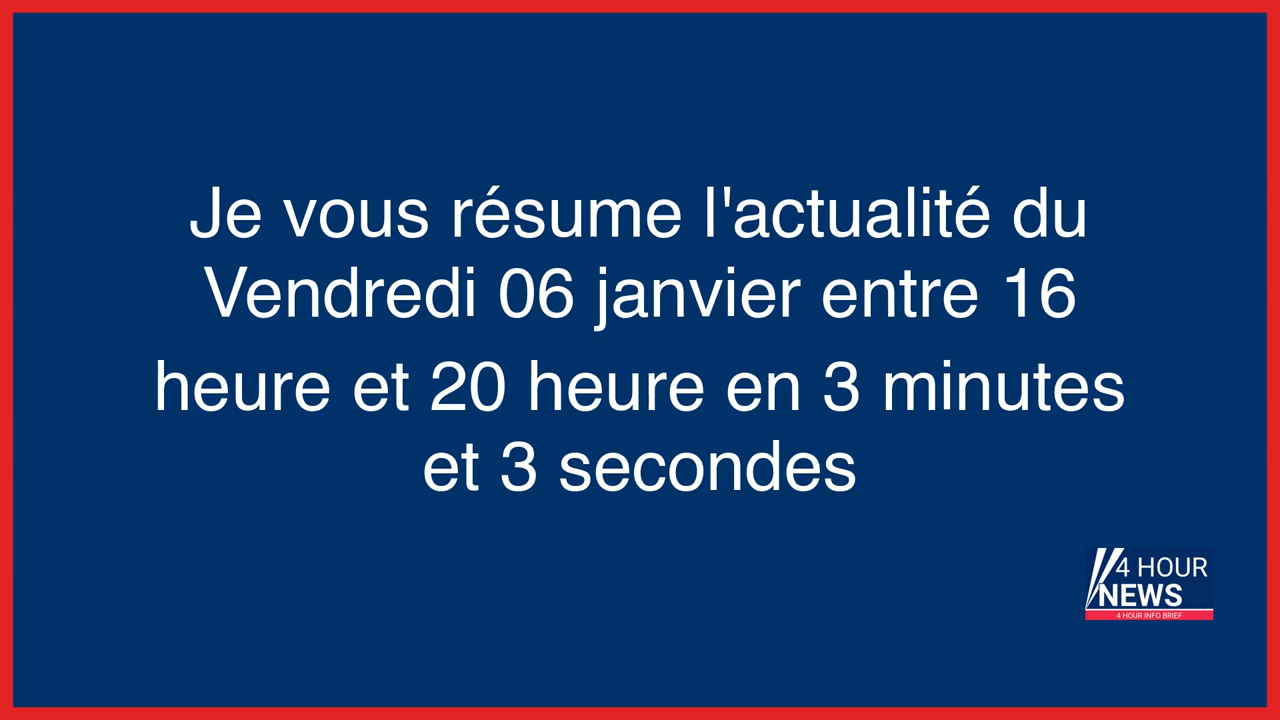 Je vous résume l'actualité du
Vendredi 06 janvier entre 16
heure et 20 heure en 3 minutes
et 3 secondes
4 HOUR
NEWS
4 HOUR INFO BRIEF